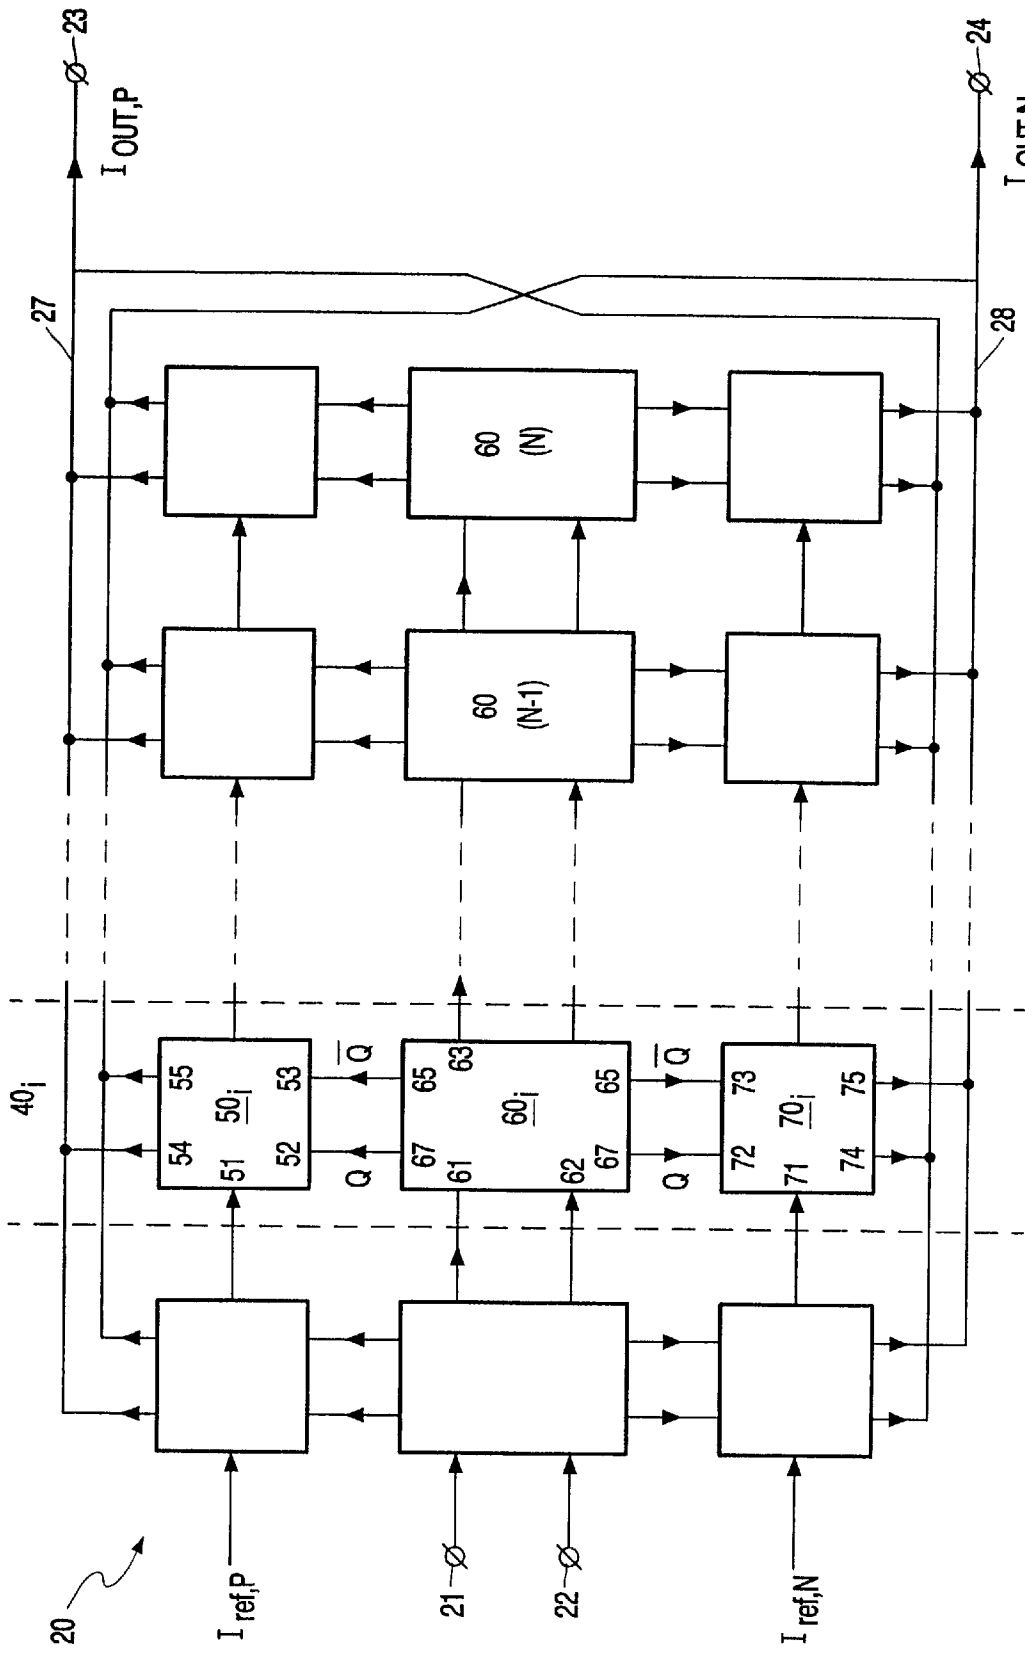 40i
27
20
23
I OUT,P
54 55
51 50i
I ref,P
52 53
Q Q̅
67 65
61 63
21
60 (N-1)
60 (N)
60i
22
62
67 65
Q Q̅
72 73
71 70i
I ref,N
74 75
24
28
I OUT,N